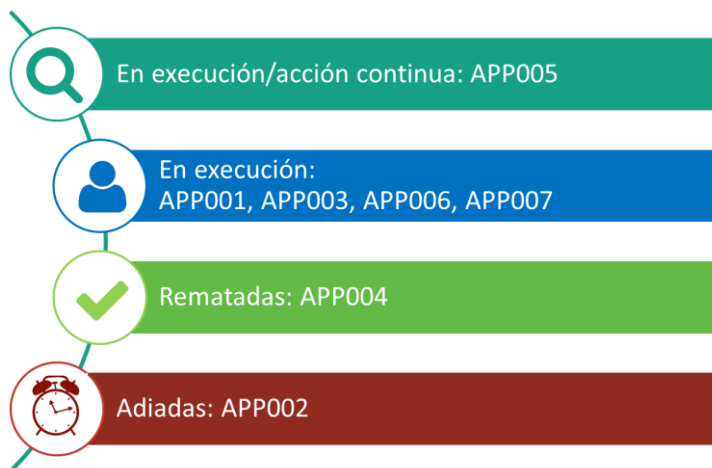 En execución/acción continua: APP005
En execución:
APP001, APP003, APP006, APP007
Rematadas: APP004
Adiadas: APP002